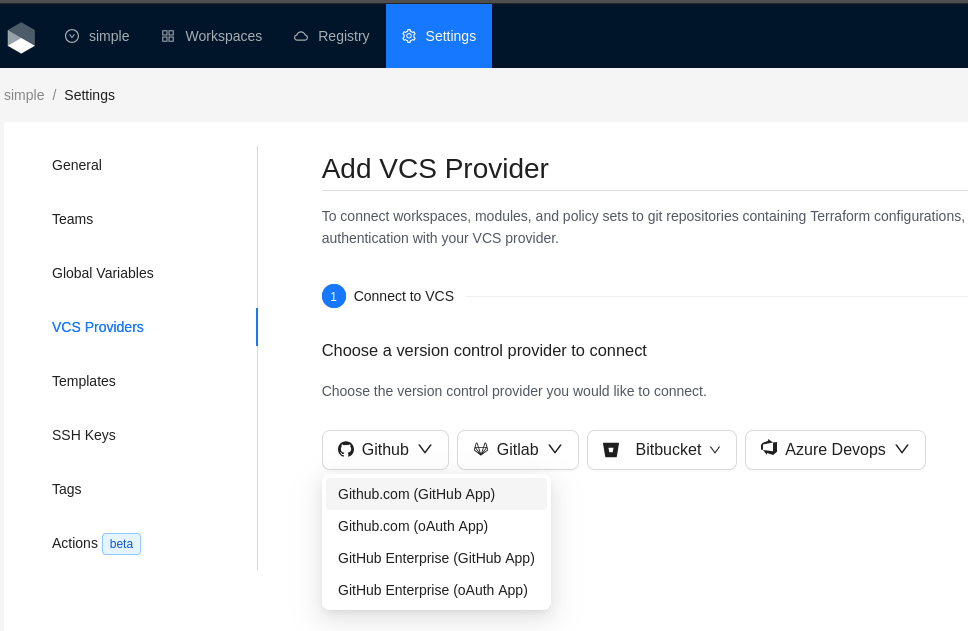 simple Workspaces Registry Settings
simple / Settings
General
Teams
Global Variables
VCS Providers
Templates
SSH Keys
Tags
Actions beta
Add VCS Provider
To connect workspaces, modules, and policy sets to git repositories containing Terraform configurations,
authentication with your VCS provider.
1 Connect to VCS
Choose a version control provider to connect
Choose the version control provider you would like to connect.
Github Gitlab Bitbucket Azure Devops
Github.com (GitHub App)
Github.com (oAuth App)
GitHub Enterprise (GitHub App)
GitHub Enterprise (oAuth App)